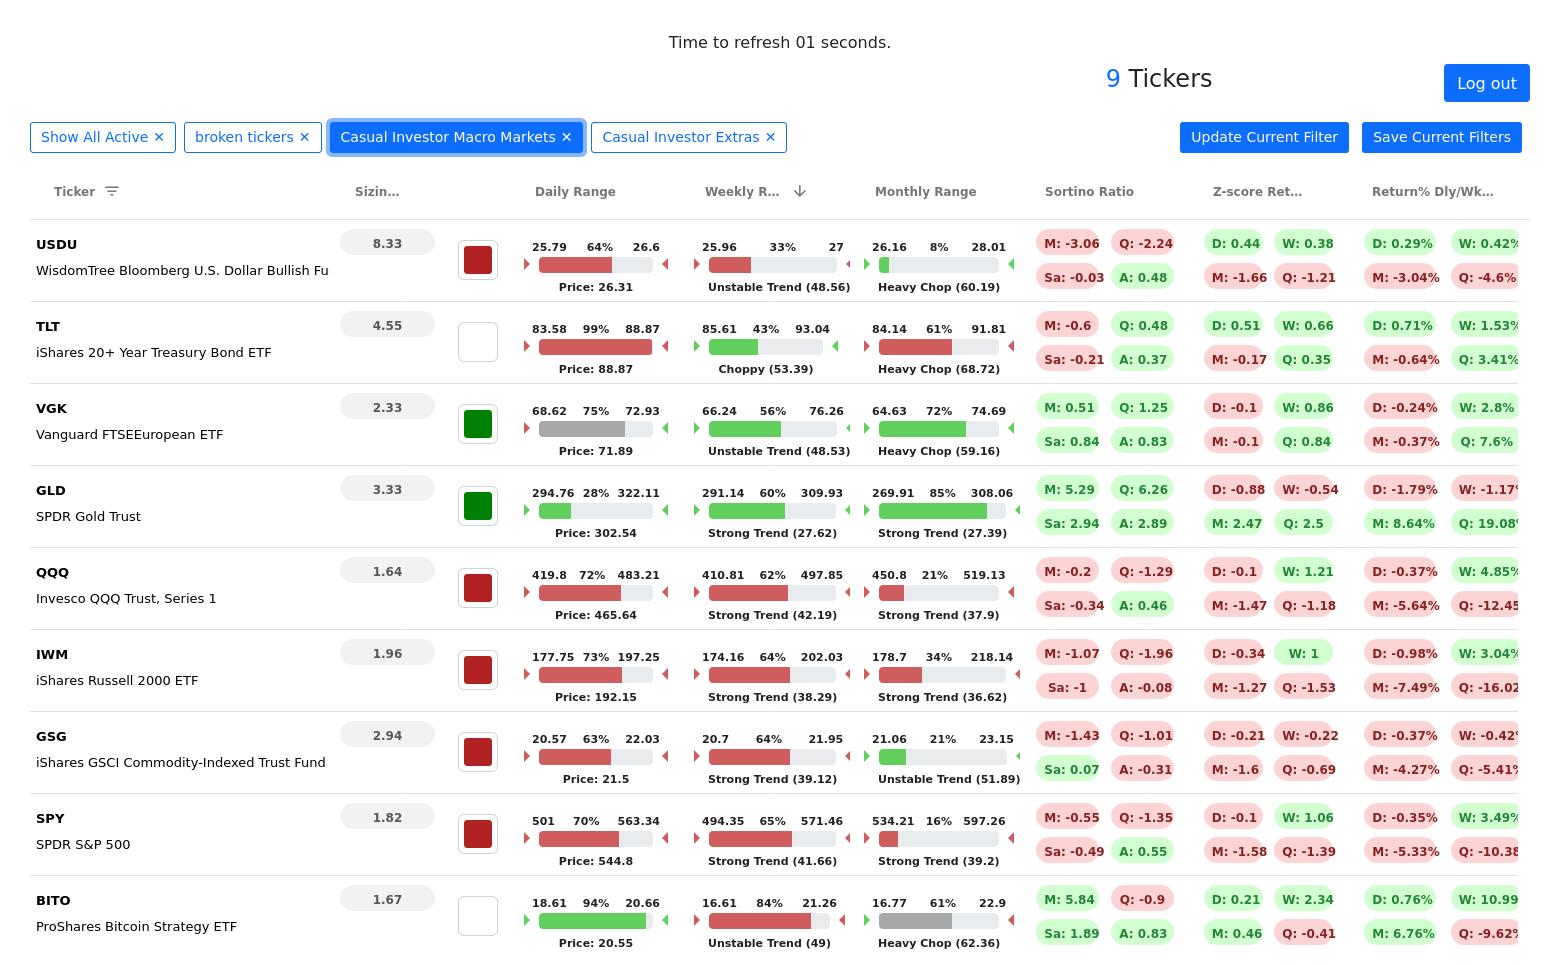 Time to refresh 01 seconds.
9 Tickers
Log out
Show All Active ✕ broken tickers ✕ Casual Investor Macro Markets ✕ Casual Investor Extras ✕ Update Current Filter Save Current Filters
Ticker Sizin... Daily Range Weekly R... Monthly Range Sortino Ratio Z-score Ret... Return% Dly/Wk...
USDU 8.33 25.79 64% 26.6 25.96 33% 27 26.16 8% 28.01 M: -3.06 Q: -2.24 D: 0.44 W: 0.38 D: 0.29% W: 0.42%
WisdomTree Bloomberg U.S. Dollar Bullish Fu Price: 26.31 Unstable Trend (48.56) Heavy Chop (60.19) Sa: -0.03 A: 0.48 M: -1.66 Q: -1.21 M: -3.04% Q: -4.6%
TLT 4.55 83.58 99% 88.87 85.61 43% 93.04 84.14 61% 91.81 M: -0.6 Q: 0.48 D: 0.51 W: 0.66 D: 0.71% W: 1.53%
iShares 20+ Year Treasury Bond ETF Price: 88.87 Choppy (53.39) Heavy Chop (68.72) Sa: -0.21 A: 0.37 M: -0.17 Q: 0.35 M: -0.64% Q: 3.41%
VGK 2.33 68.62 75% 72.93 66.24 56% 76.26 64.63 72% 74.69 M: 0.51 Q: 1.25 D: -0.1 W: 0.86 D: -0.24% W: 2.8%
Vanguard FTSEEuropean ETF Price: 71.89 Unstable Trend (48.53) Heavy Chop (59.16) Sa: 0.84 A: 0.83 M: -0.1 Q: 0.84 M: -0.37% Q: 7.6%
GLD 3.33 294.76 28% 322.11 291.14 60% 309.93 269.91 85% 308.06 M: 5.29 Q: 6.26 D: -0.88 W: -0.54 D: -1.79% W: -1.17%
SPDR Gold Trust Price: 302.54 Strong Trend (27.62) Strong Trend (27.39) Sa: 2.94 A: 2.89 M: 2.47 Q: 2.5 M: 8.64% Q: 19.08%
QQQ 1.64 419.8 72% 483.21 410.81 62% 497.85 450.8 21% 519.13 M: -0.2 Q: -1.29 D: -0.1 W: 1.21 D: -0.37% W: 4.85%
Invesco QQQ Trust, Series 1 Price: 465.64 Strong Trend (42.19) Strong Trend (37.9) Sa: -0.34 A: 0.46 M: -1.47 Q: -1.18 M: -5.64% Q: -12.45
IWM 1.96 177.75 73% 197.25 174.16 64% 202.03 178.7 34% 218.14 M: -1.07 Q: -1.96 D: -0.34 W: 1 D: -0.98% W: 3.04%
iShares Russell 2000 ETF Price: 192.15 Strong Trend (38.29) Strong Trend (36.62) Sa: -1 A: -0.08 M: -1.27 Q: -1.53 M: -7.49% Q: -16.02
GSG 2.94 20.57 63% 22.03 20.7 64% 21.95 21.06 21% 23.15 M: -1.43 Q: -1.01 D: -0.21 W: -0.22 D: -0.37% W: -0.42%
iShares GSCI Commodity-Indexed Trust Fund Price: 21.5 Strong Trend (39.12) Unstable Trend (51.89) Sa: 0.07 A: -0.31 M: -1.6 Q: -0.69 M: -4.27% Q: -5.41%
SPY 1.82 501 70% 563.34 494.35 65% 571.46 534.21 16% 597.26 M: -0.55 Q: -1.35 D: -0.1 W: 1.06 D: -0.35% W: 3.49%
SPDR S&P 500 Price: 544.8 Strong Trend (41.66) Strong Trend (39.2) Sa: -0.49 A: 0.55 M: -1.58 Q: -1.39 M: -5.33% Q: -10.38
BITO 1.67 18.61 94% 20.66 16.61 84% 21.26 16.77 61% 22.9 M: 5.84 Q: -0.9 D: 0.21 W: 2.34 D: 0.76% W: 10.99
ProShares Bitcoin Strategy ETF Price: 20.55 Unstable Trend (49) Heavy Chop (62.36) Sa: 1.89 A: 0.83 M: 0.46 Q: -0.41 M: 6.76% Q: -9.62%